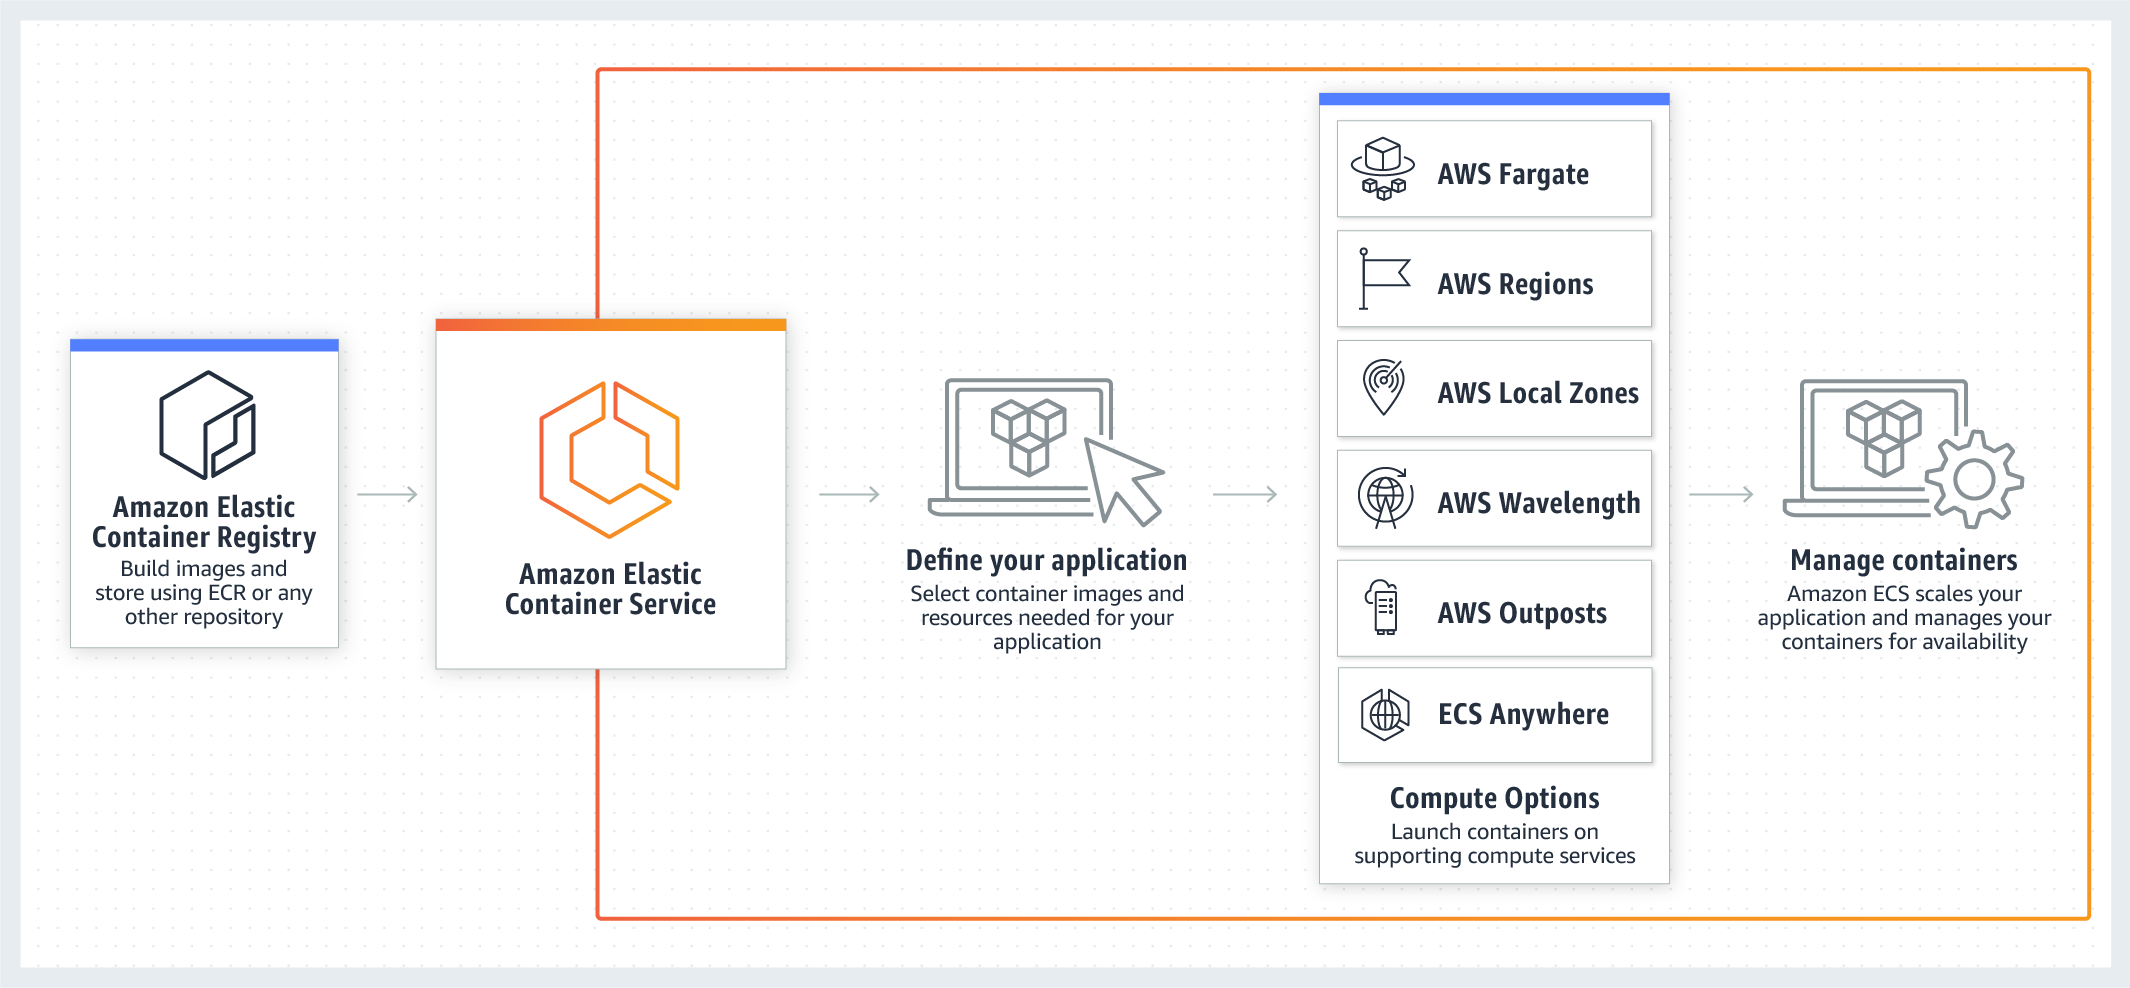 Amazon Elastic
Container Registry
Build images and
store using ECR or any
other repository
Amazon Elastic
Container Service
Define your application
Select container images and
resources needed for your
application
AWS Fargate
AWS Regions
AWS Local Zones
AWS Wavelength
AWS Outposts
ECS Anywhere
Compute Options
Launch containers on
supporting compute services
Manage containers
Amazon ECS scales your
application and manages your
containers for availability